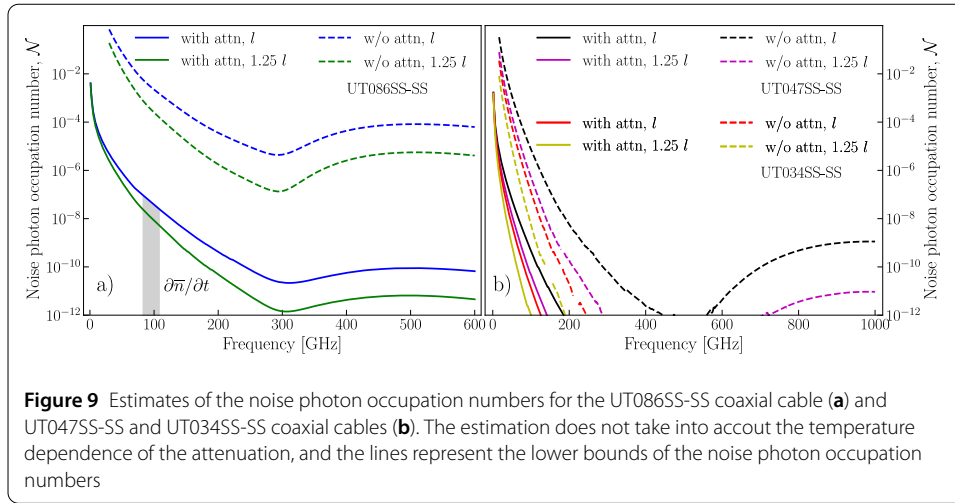 Noise photon occupation number, 𝒩
10⁻²
10⁻⁴
10⁻⁶
10⁻⁸
10⁻¹⁰
10⁻¹²
with attn, l
with attn, 1.25 l
w/o attn, l
w/o attn, 1.25 l
UT086SS-SS
a)
∂n̅/∂t
0 100 200 300 400 500 600
Frequency [GHz]
with attn, l
with attn, 1.25 l
w/o attn, l
w/o attn, 1.25 l
UT047SS-SS
with attn, l
with attn, 1.25 l
w/o attn, l
w/o attn, 1.25 l
UT034SS-SS
b)
0 200 400 600 800 1000
Frequency [GHz]
10⁻²
10⁻⁴
10⁻⁶
10⁻⁸
10⁻¹⁰
10⁻¹²
Noise photon occupation number, 𝒩
Figure 9 Estimates of the noise photon occupation numbers for the UT086SS-SS coaxial cable (a) and
UT047SS-SS and UT034SS-SS coaxial cables (b). The estimation does not take into accout the temperature
dependence of the attenuation, and the lines represent the lower bounds of the noise photon occupation
numbers